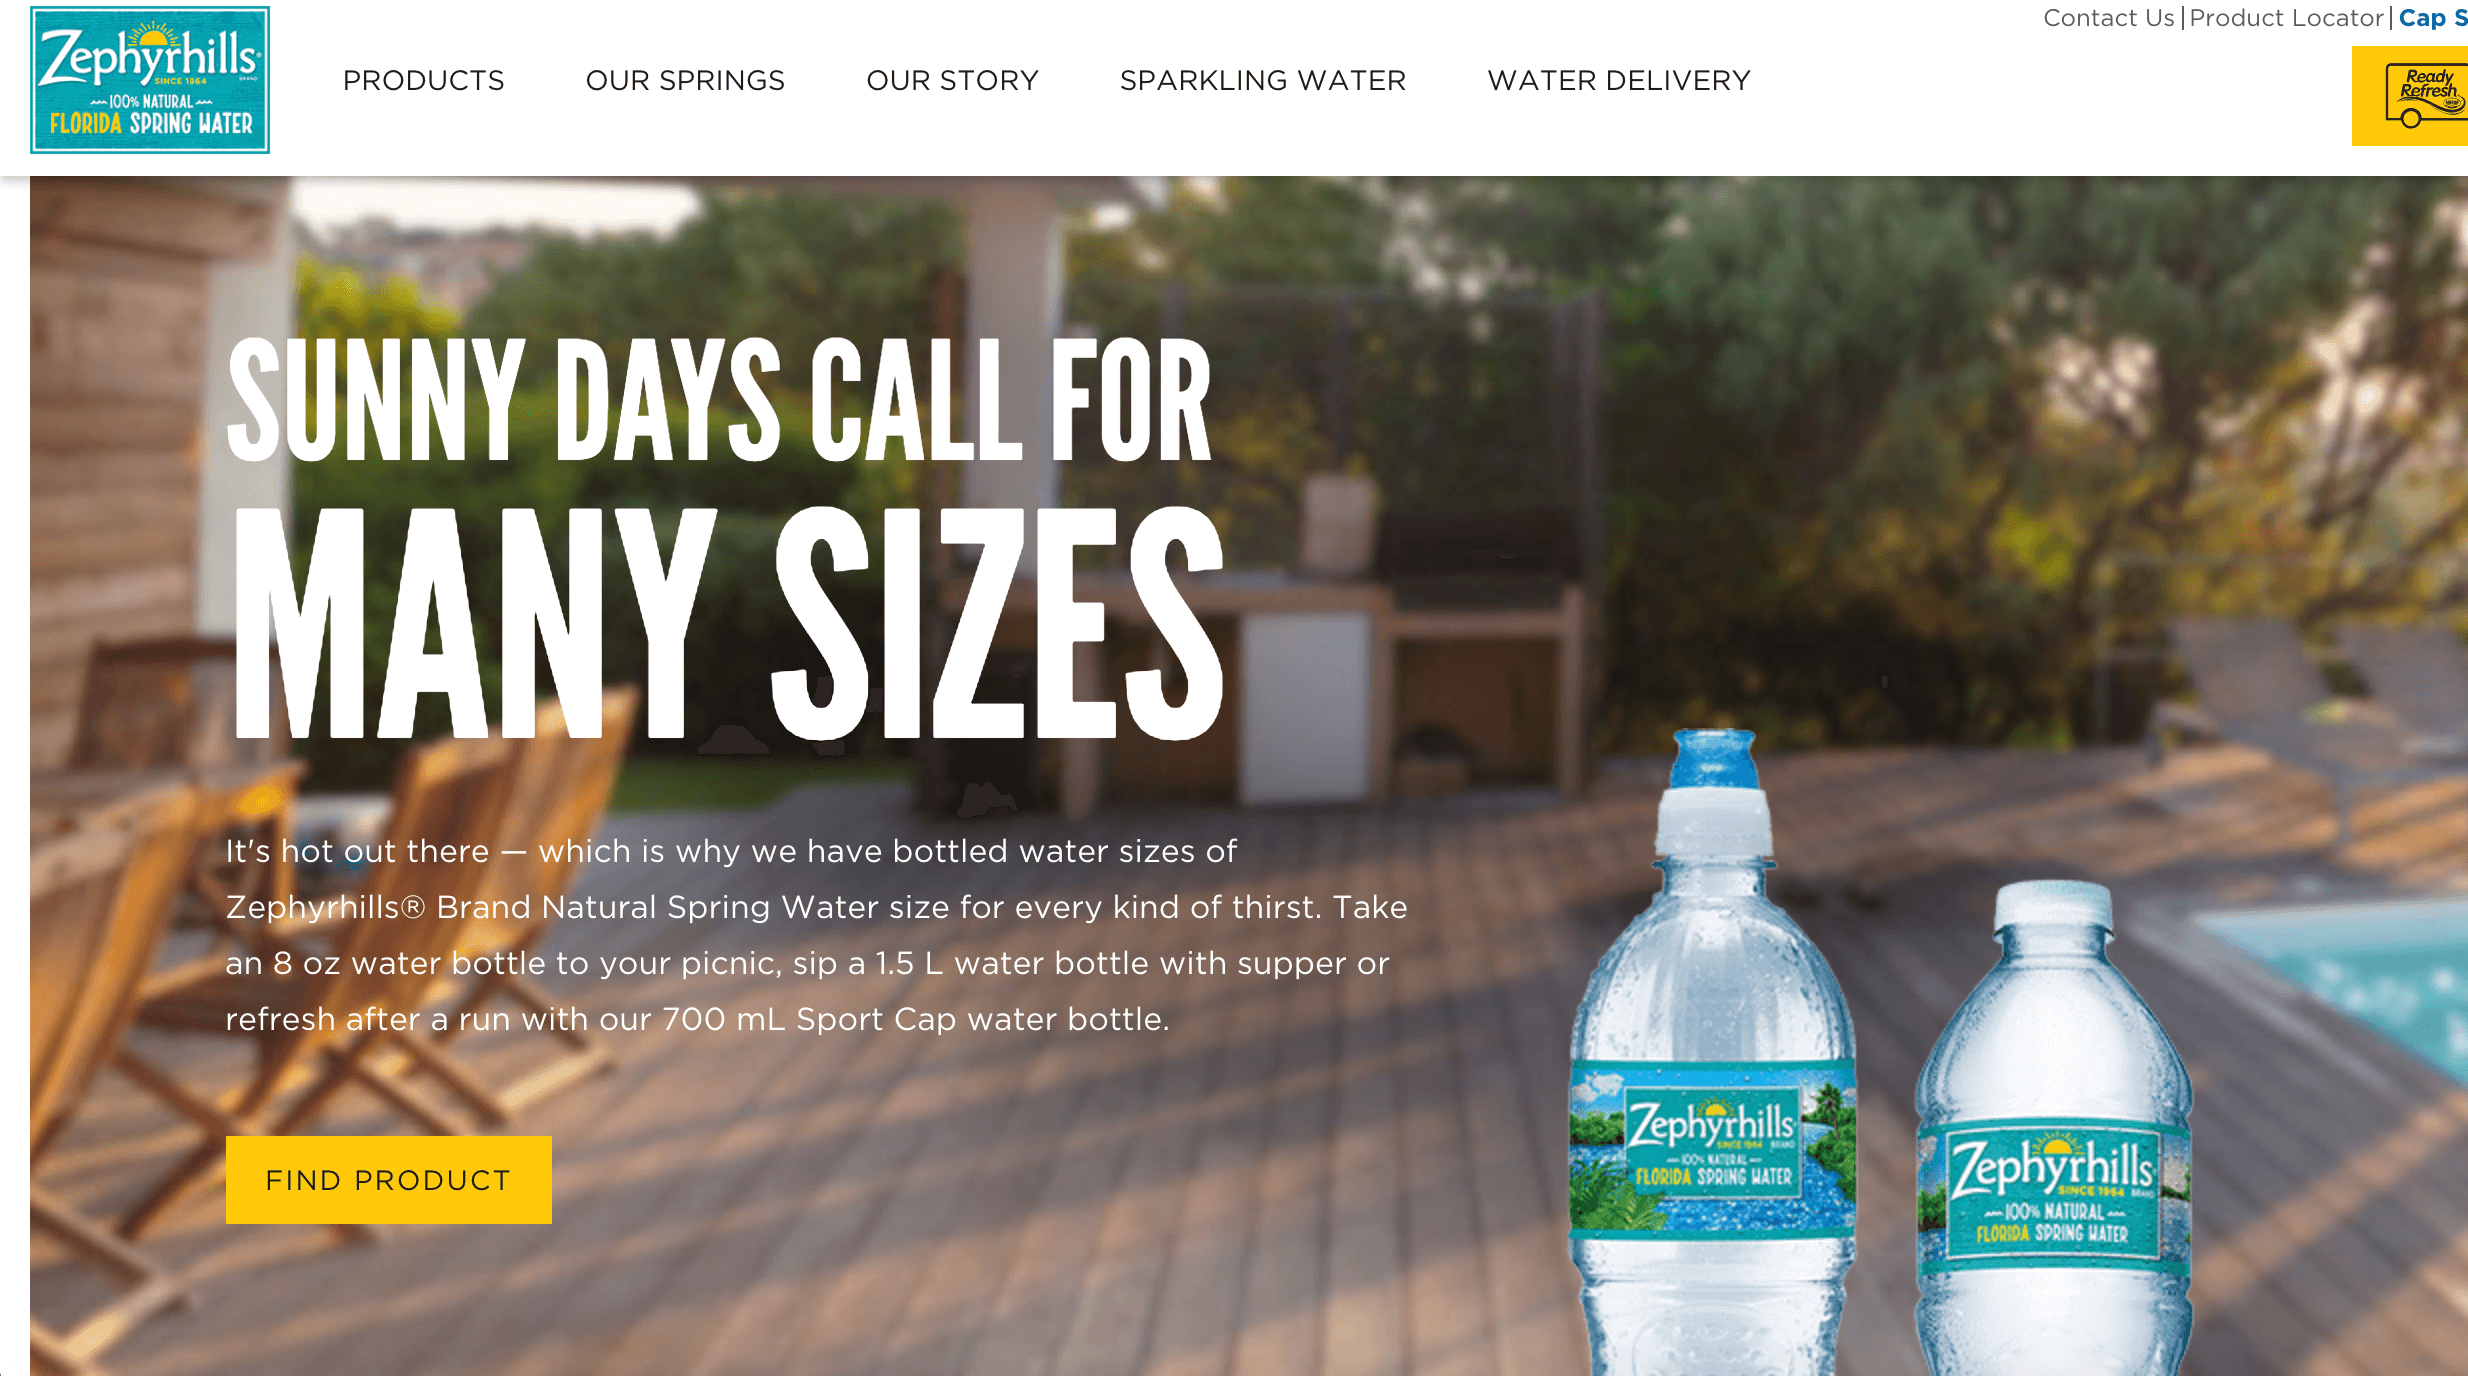 Contact Us | Product Locator | Cap S
Zephyrhills®
BRAND
SINCE 1964
100% NATURAL
FLORIDA SPRING WATER
PRODUCTS
OUR SPRINGS
OUR STORY
SPARKLING WATER
WATER DELIVERY
Ready
Refresh
SUNNY DAYS CALL FOR
MANY SIZES
It's hot out there — which is why we have bottled water sizes of
Zephyrhills® Brand Natural Spring Water size for every kind of thirst. Take
an 8 oz water bottle to your picnic, sip a 1.5 L water bottle with supper or
refresh after a run with our 700 mL Sport Cap water bottle.
FIND PRODUCT
Zephyrhills
SINCE 1964 BRAND
100% NATURAL
FLORIDA SPRING WATER
Zephyrhills
SINCE 1964 BRAND
100% NATURAL
FLORIDA SPRING WATER